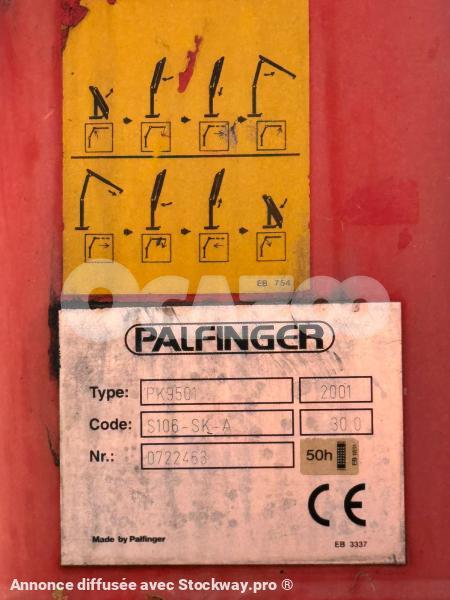 EB 754
OCAZOO
PALFINGER
Type: PK9501 2001
Code: S106-SK-A 30.0
Nr.: 0722463 50h
CE
Made by Palfinger
EB 3337
Annonce diffusée avec Stockway.pro ®